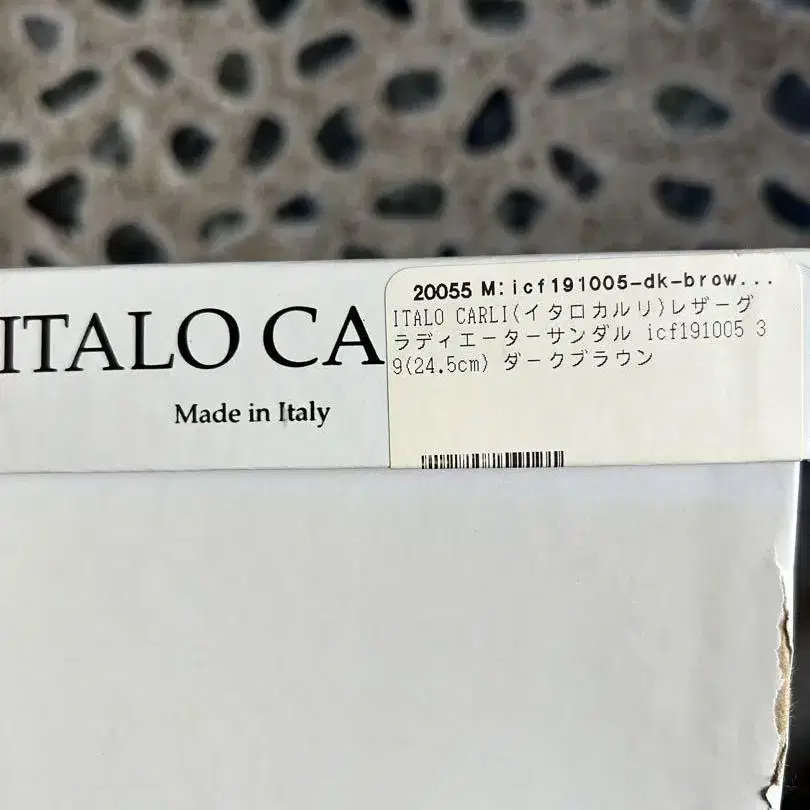 ITALO CA
Made in Italy
20055 M:icf191005-dk-brow...
ITALO CARLI(イタロカルリ)レザーグ
ラディエーターサンダル icf191005 3
9(24.5cm) ダークブラウン